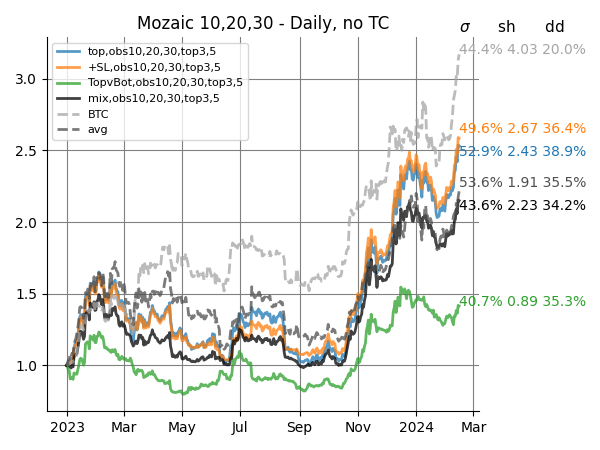 Mozaic 10,20,30 - Daily, no TC
σ sh dd
top,obs10,20,30,top3,5
+SL,obs10,20,30,top3,5
TopvBot,obs10,20,30,top3,5
mix,obs10,20,30,top3,5
BTC
avg
44.4% 4.03 20.0%
49.6% 2.67 36.4%
52.9% 2.43 38.9%
53.6% 1.91 35.5%
43.6% 2.23 34.2%
40.7% 0.89 35.3%
3.0
2.5
2.0
1.5
1.0
2023 Mar May Jul Sep Nov 2024 Mar